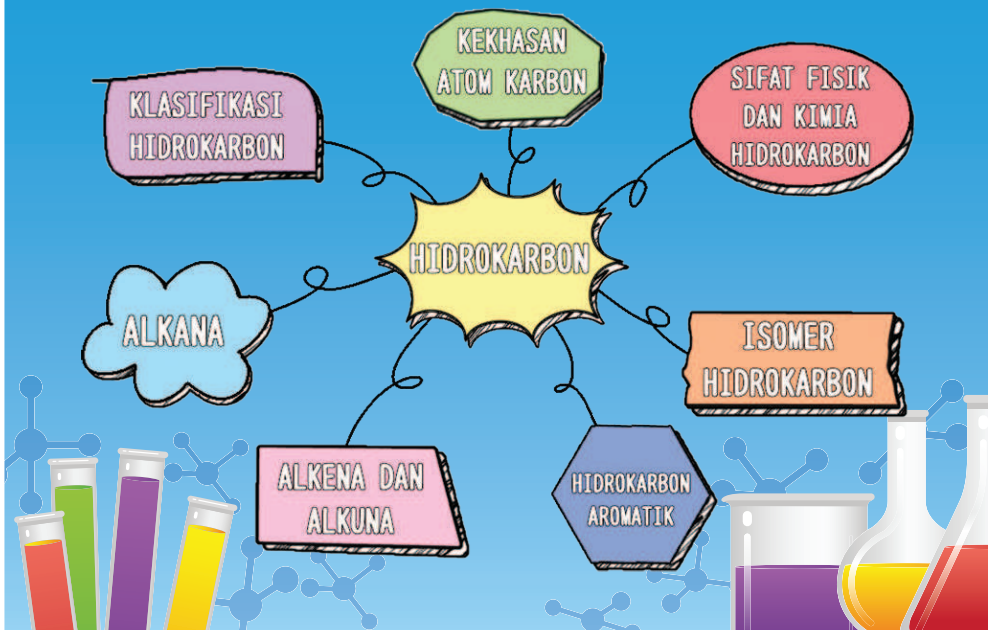 KEKHASAN
ATOM KARBON
KLASIFIKASI
HIDROKARBON
SIFAT FISIK
DAN KIMIA
HIDROKARBON
HIDROKARBON
ALKANA
ISOMER
HIDROKARBON
ALKENA DAN
ALKUNA
HIDROKARBON
AROMATIK